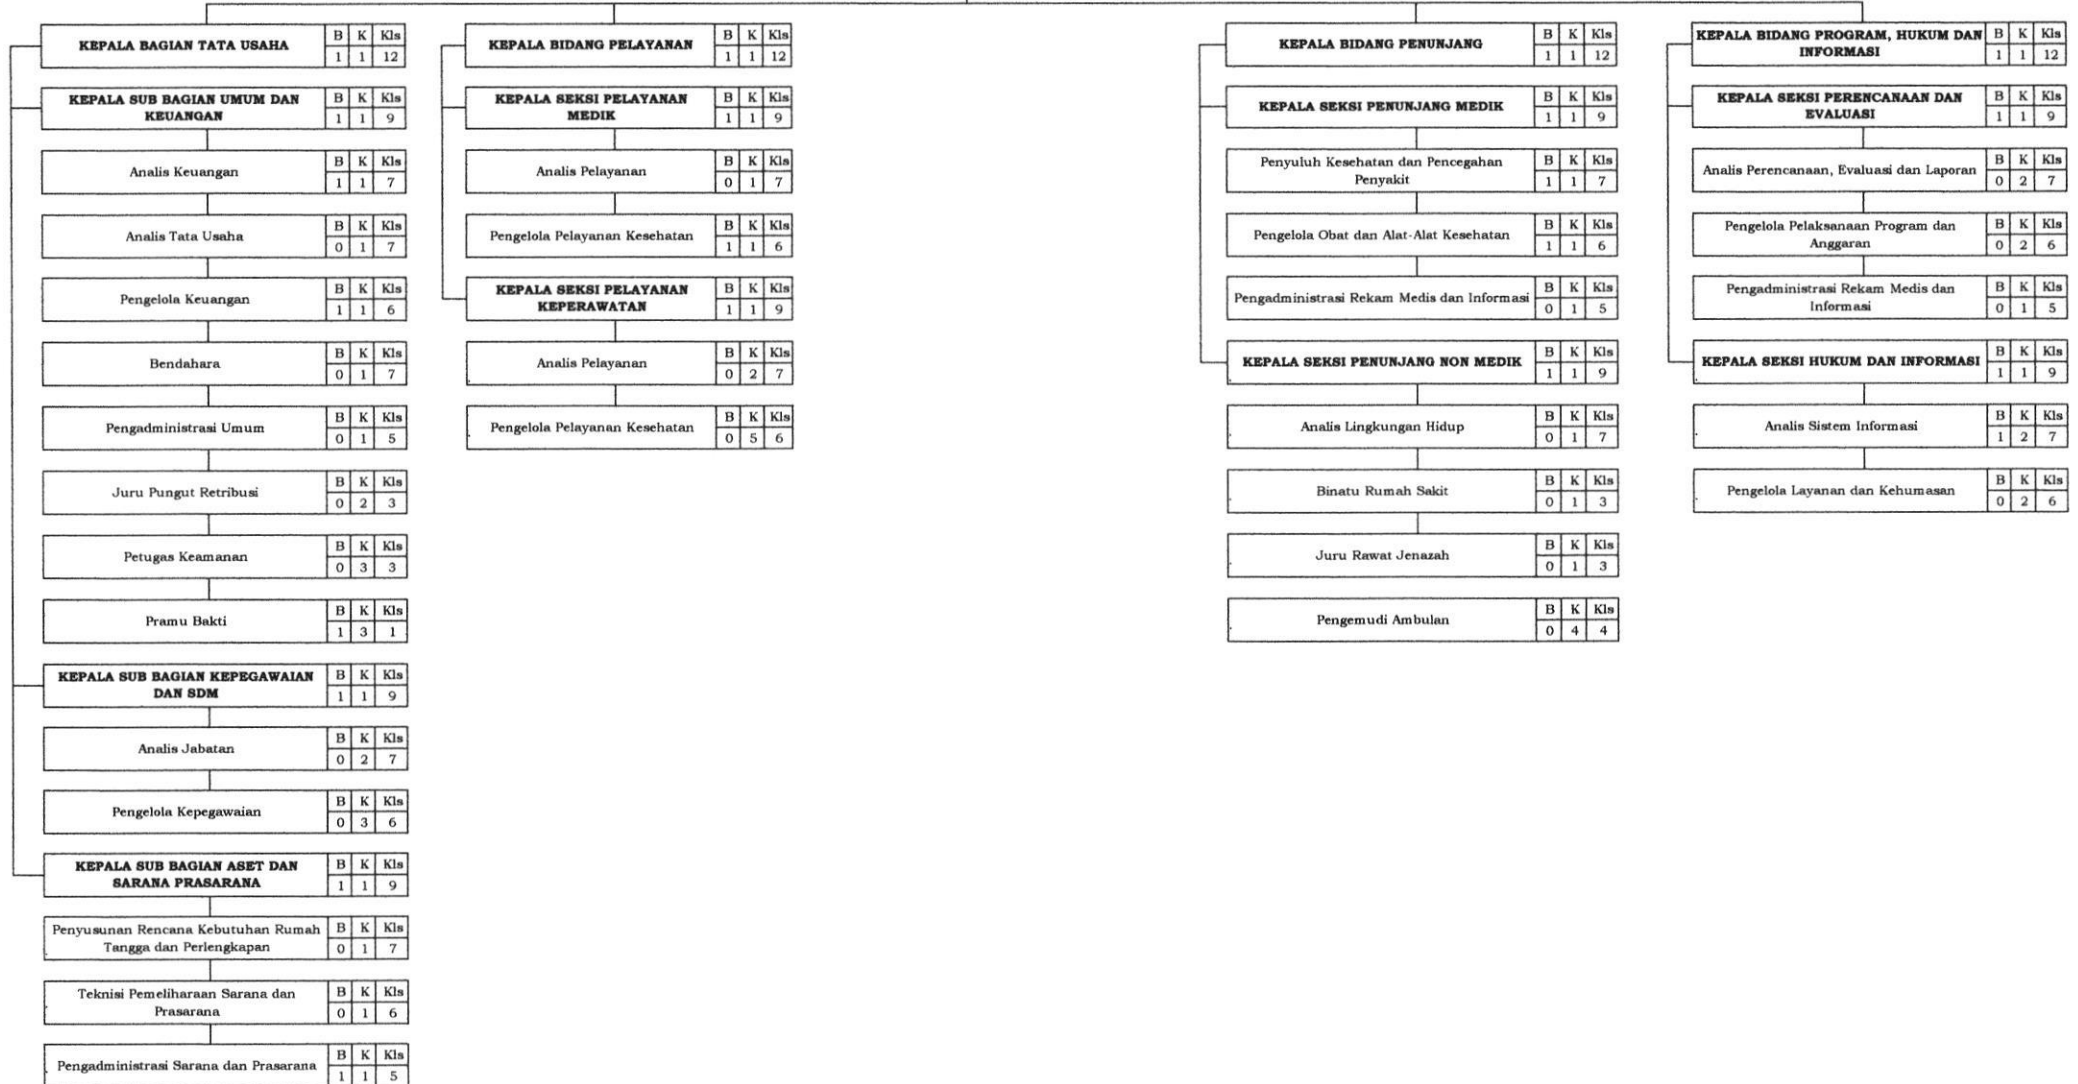 KEPALA BAGIAN TATA USAHA
B K Kls
1 1 12
KEPALA SUB BAGIAN UMUM DAN
KEUANGAN
B K Kls
1 1 9
Analis Keuangan
B K Kls
1 1 7
Analis Tata Usaha
B K Kls
0 1 7
Pengelola Keuangan
B K Kls
1 1 6
Bendahara
B K Kls
0 1 7
Pengadministrasi Umum
B K Kls
0 1 5
Juru Pungut Retribusi
B K Kls
0 2 3
Petugas Keamanan
B K Kls
0 3 3
Pramu Bakti
B K Kls
1 3 1
KEPALA SUB BAGIAN KEPEGAWAIAN
DAN SDM
B K Kls
1 1 9
Analis Jabatan
B K Kls
0 2 7
Pengelola Kepegawaian
B K Kls
0 3 6
KEPALA SUB BAGIAN ASET DAN
SARANA PRASARANA
B K Kls
1 1 9
Penyusunan Rencana Kebutuhan Rumah
Tangga dan Perlengkapan
B K Kls
0 1 7
Teknisi Pemeliharaan Sarana dan
Prasarana
B K Kls
0 1 6
Pengadministrasi Sarana dan Prasarana
B K Kls
1 1 5
KEPALA BIDANG PELAYANAN
B K Kls
1 1 12
KEPALA SEKSI PELAYANAN
MEDIK
B K Kls
1 1 9
Analis Pelayanan
B K Kls
0 1 7
Pengelola Pelayanan Kesehatan
B K Kls
1 1 6
KEPALA SEKSI PELAYANAN
KEPERAWATAN
B K Kls
1 1 9
Analis Pelayanan
B K Kls
0 2 7
Pengelola Pelayanan Kesehatan
B K Kls
0 5 6
KEPALA BIDANG PENUNJANG
B K Kls
1 1 12
KEPALA SEKSI PENUNJANG MEDIK
B K Kls
1 1 9
Penyuluh Kesehatan dan Pencegahan
Penyakit
B K Kls
1 1 7
Pengelola Obat dan Alat-Alat Kesehatan
B K Kls
1 1 6
Pengadministrasi Rekam Medis dan Informasi
B K Kls
0 1 5
KEPALA SEKSI PENUNJANG NON MEDIK
B K Kls
1 1 9
Analis Lingkungan Hidup
B K Kls
0 1 7
Binatu Rumah Sakit
B K Kls
0 1 3
Juru Rawat Jenazah
B K Kls
0 1 3
Pengemudi Ambulan
B K Kls
0 4 4
KEPALA BIDANG PROGRAM, HUKUM DAN
INFORMASI
B K Kls
1 1 12
KEPALA SEKSI PERENCANAAN DAN
EVALUASI
B K Kls
1 1 9
Analis Perencanaan, Evaluasi dan Laporan
B K Kls
0 2 7
Pengelola Pelaksanaan Program dan
Anggaran
B K Kls
0 2 6
Pengadministrasi Rekam Medis dan
Informasi
B K Kls
0 1 5
KEPALA SEKSI HUKUM DAN INFORMASI
B K Kls
1 1 9
Analis Sistem Informasi
B K Kls
1 2 7
Pengelola Layanan dan Kehumasan
B K Kls
0 2 6